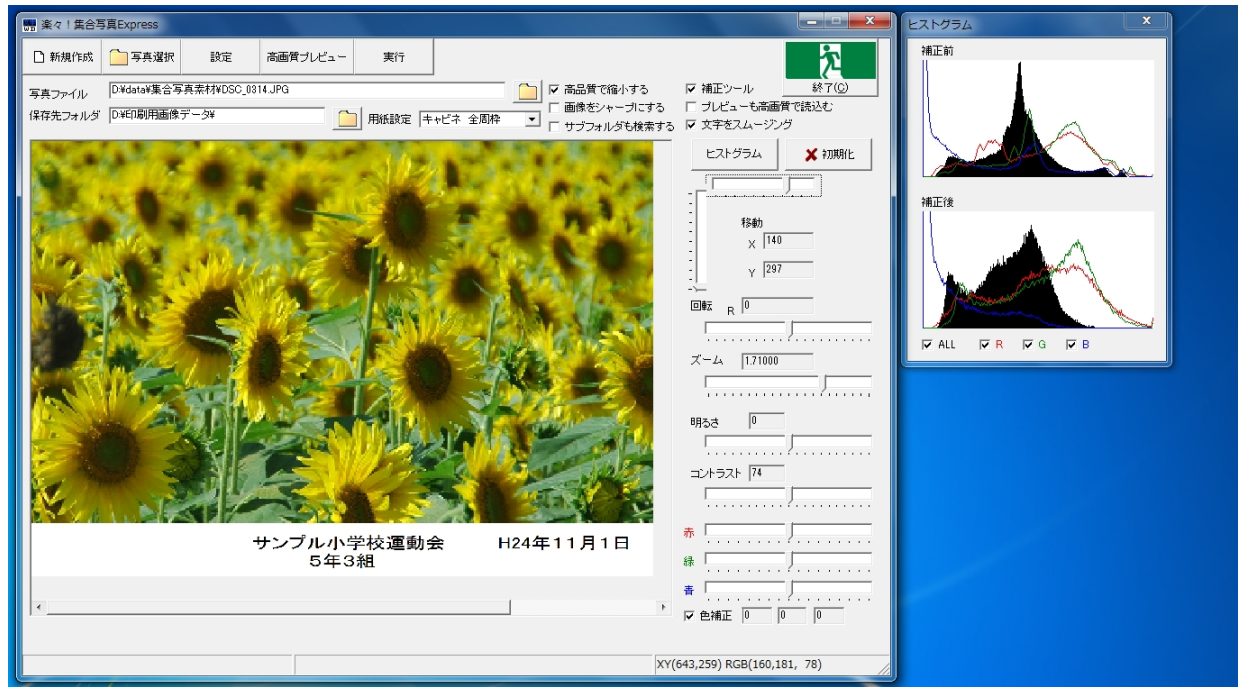 楽々！集合写真Express
新規作成 写真選択 設定 高画質プレビュー 実行
終了(C)
写真ファイル D:¥data¥集合写真素材¥DSC_0314.JPG
保存先フォルダ D:¥印刷用画像データ¥
用紙設定 キャビネ 全周枠
高品質で縮小する
画像をシャープにする
サブフォルダも検索する
補正ツール
プレビューも高画質で読込む
文字をスムージング
ヒストグラム 初期化
移動
X 140
Y 297
回転 R 0
ズーム 1.71000
明るさ 0
コントラスト 74
赤
緑
青
色補正 0 0 0
サンプル小学校運動会 H24年11月1日
5年3組
XY(643,259) RGB(160,181, 78)
ヒストグラム
補正前
補正後
ALL R G B